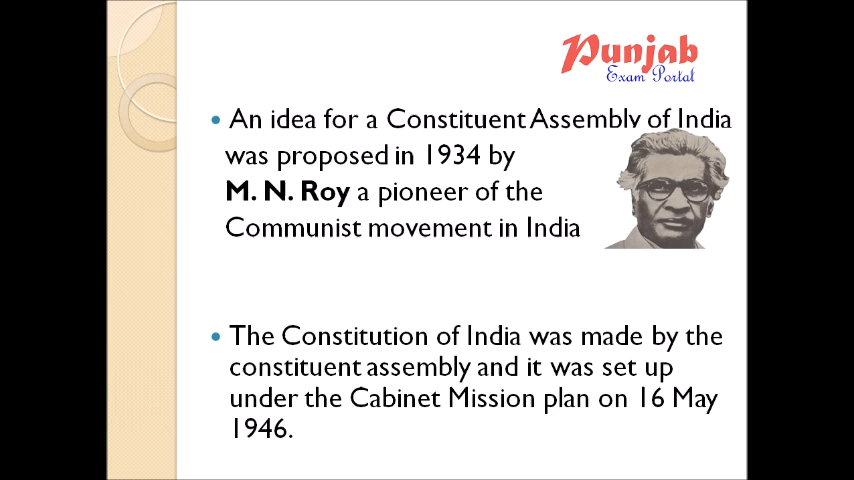 Punjab
Exam Portal
• An idea for a Constituent Assembly of India
was proposed in 1934 by
M. N. Roy a pioneer of the
Communist movement in India
• The Constitution of India was made by the
constituent assembly and it was set up
under the Cabinet Mission plan on 16 May
1946.